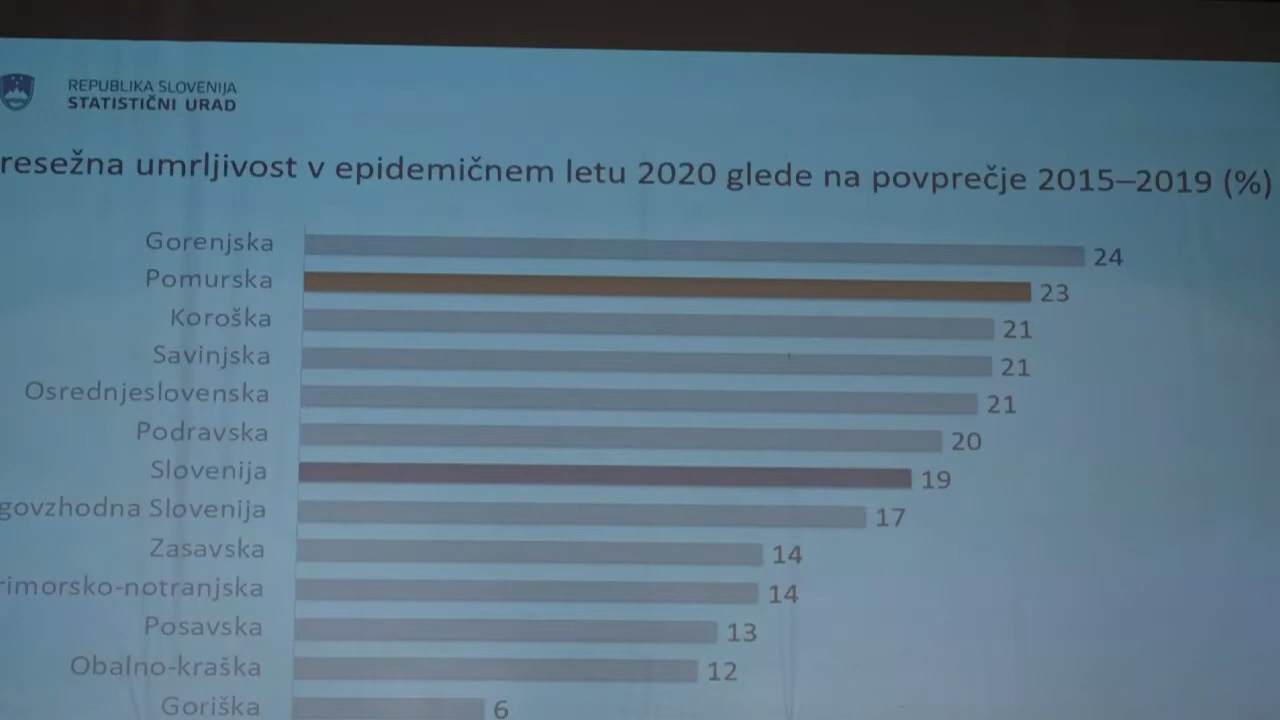 REPUBLIKA SLOVENIJA
STATISTIČNI URAD
resežna umrljivost v epidemičnem letu 2020 glede na povprečje 2015–2019 (%)
Gorenjska 24
Pomurska 23
Koroška 21
Savinjska 21
Osrednjeslovenska 21
Podravska 20
Slovenija 19
govzhodna Slovenija 17
Zasavska 14
rimorsko-notranjska 14
Posavska 13
Obalno-kraška 12
Goriška 6